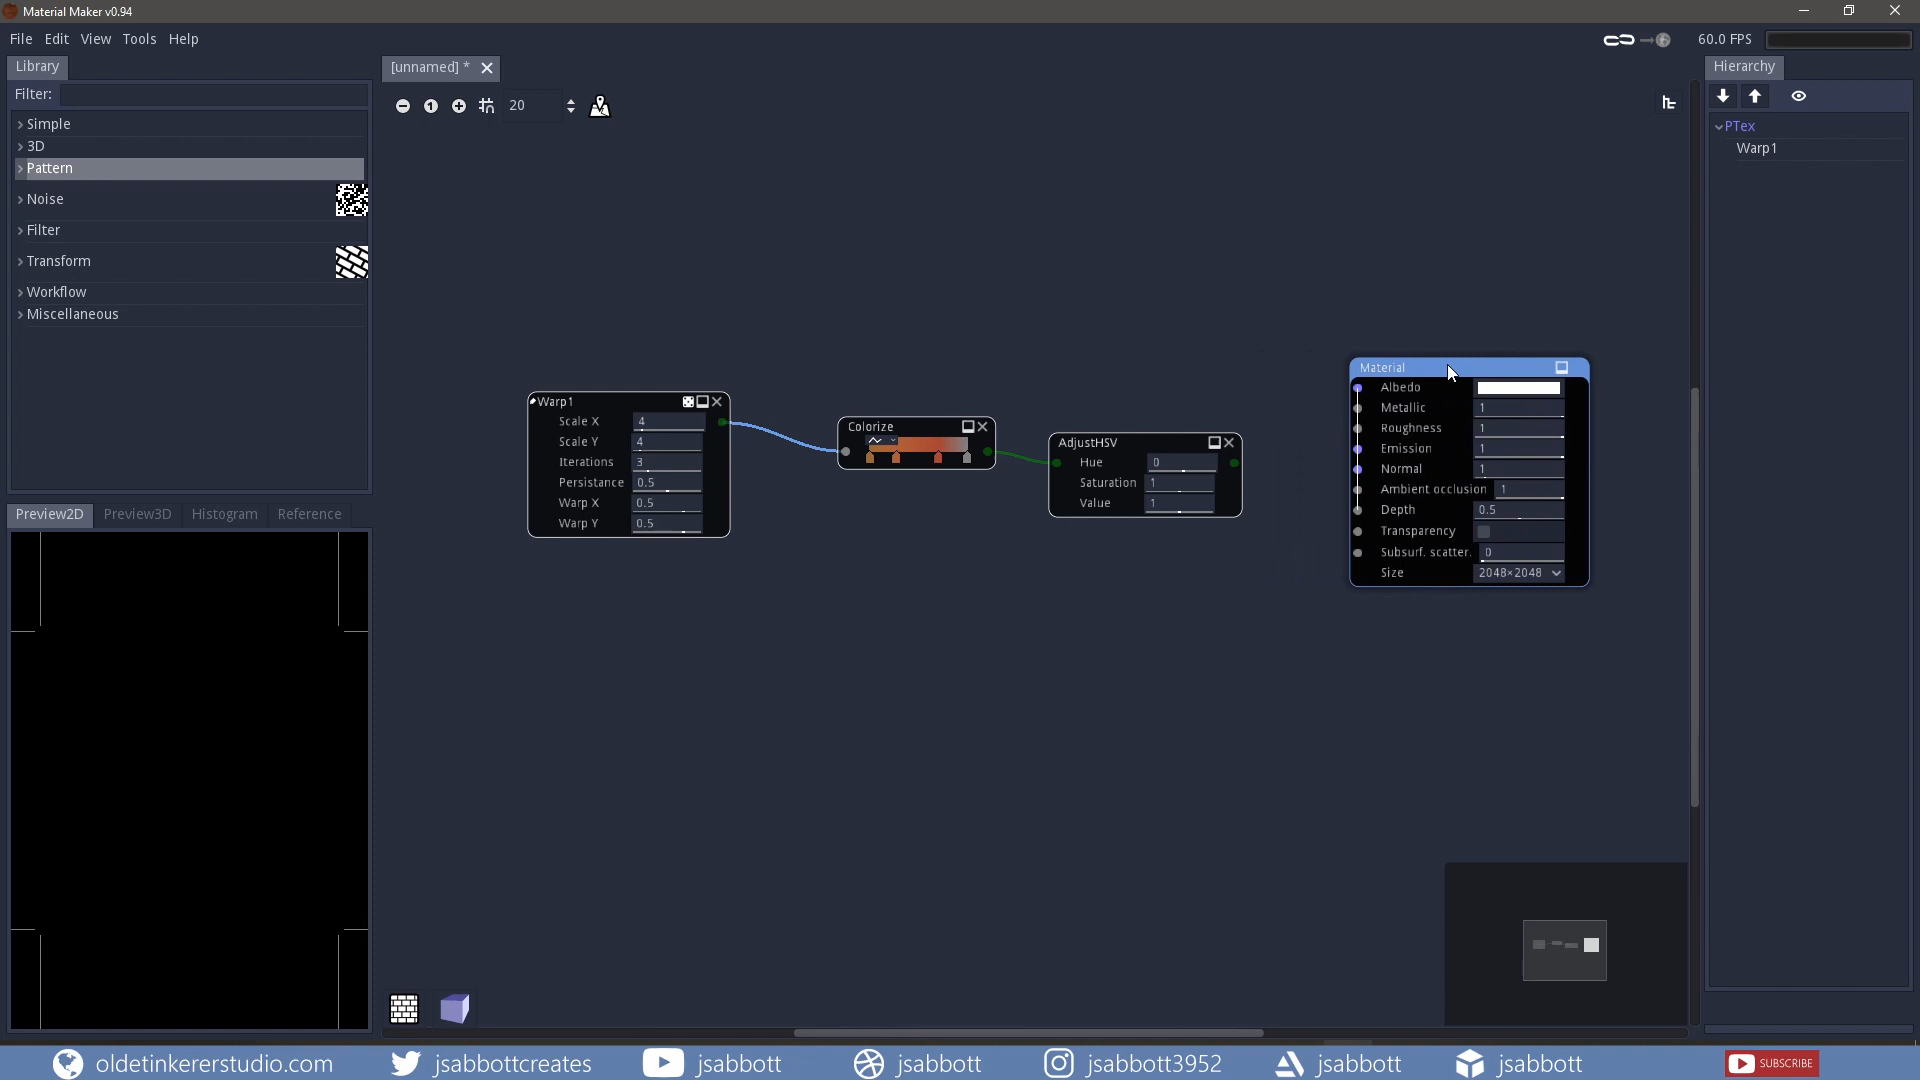 Material Maker v0.94
File Edit View Tools Help
60.0 FPS
Library
Filter:
Simple
3D
Pattern
Noise
Filter
Transform
Workflow
Miscellaneous
Preview2D Preview3D Histogram Reference
[unnamed] *
1 20
Warp1
Scale X 4
Scale Y 4
Iterations 3
Persistance 0.5
Warp X 0.5
Warp Y 0.5
Colorize
AdjustHSV
Hue 0
Saturation 1
Value 1
Material
Albedo
Metallic 1
Roughness 1
Emission 1
Normal 1
Ambient occlusion 1
Depth 0.5
Transparency
Subsurf. scatter. 0
Size 2048×2048
Hierarchy
PTex
Warp1
oldetinkererstudio.com jsabbottcreates jsabbott jsabbott jsabbott3952 jsabbott jsabbott SUBSCRIBE